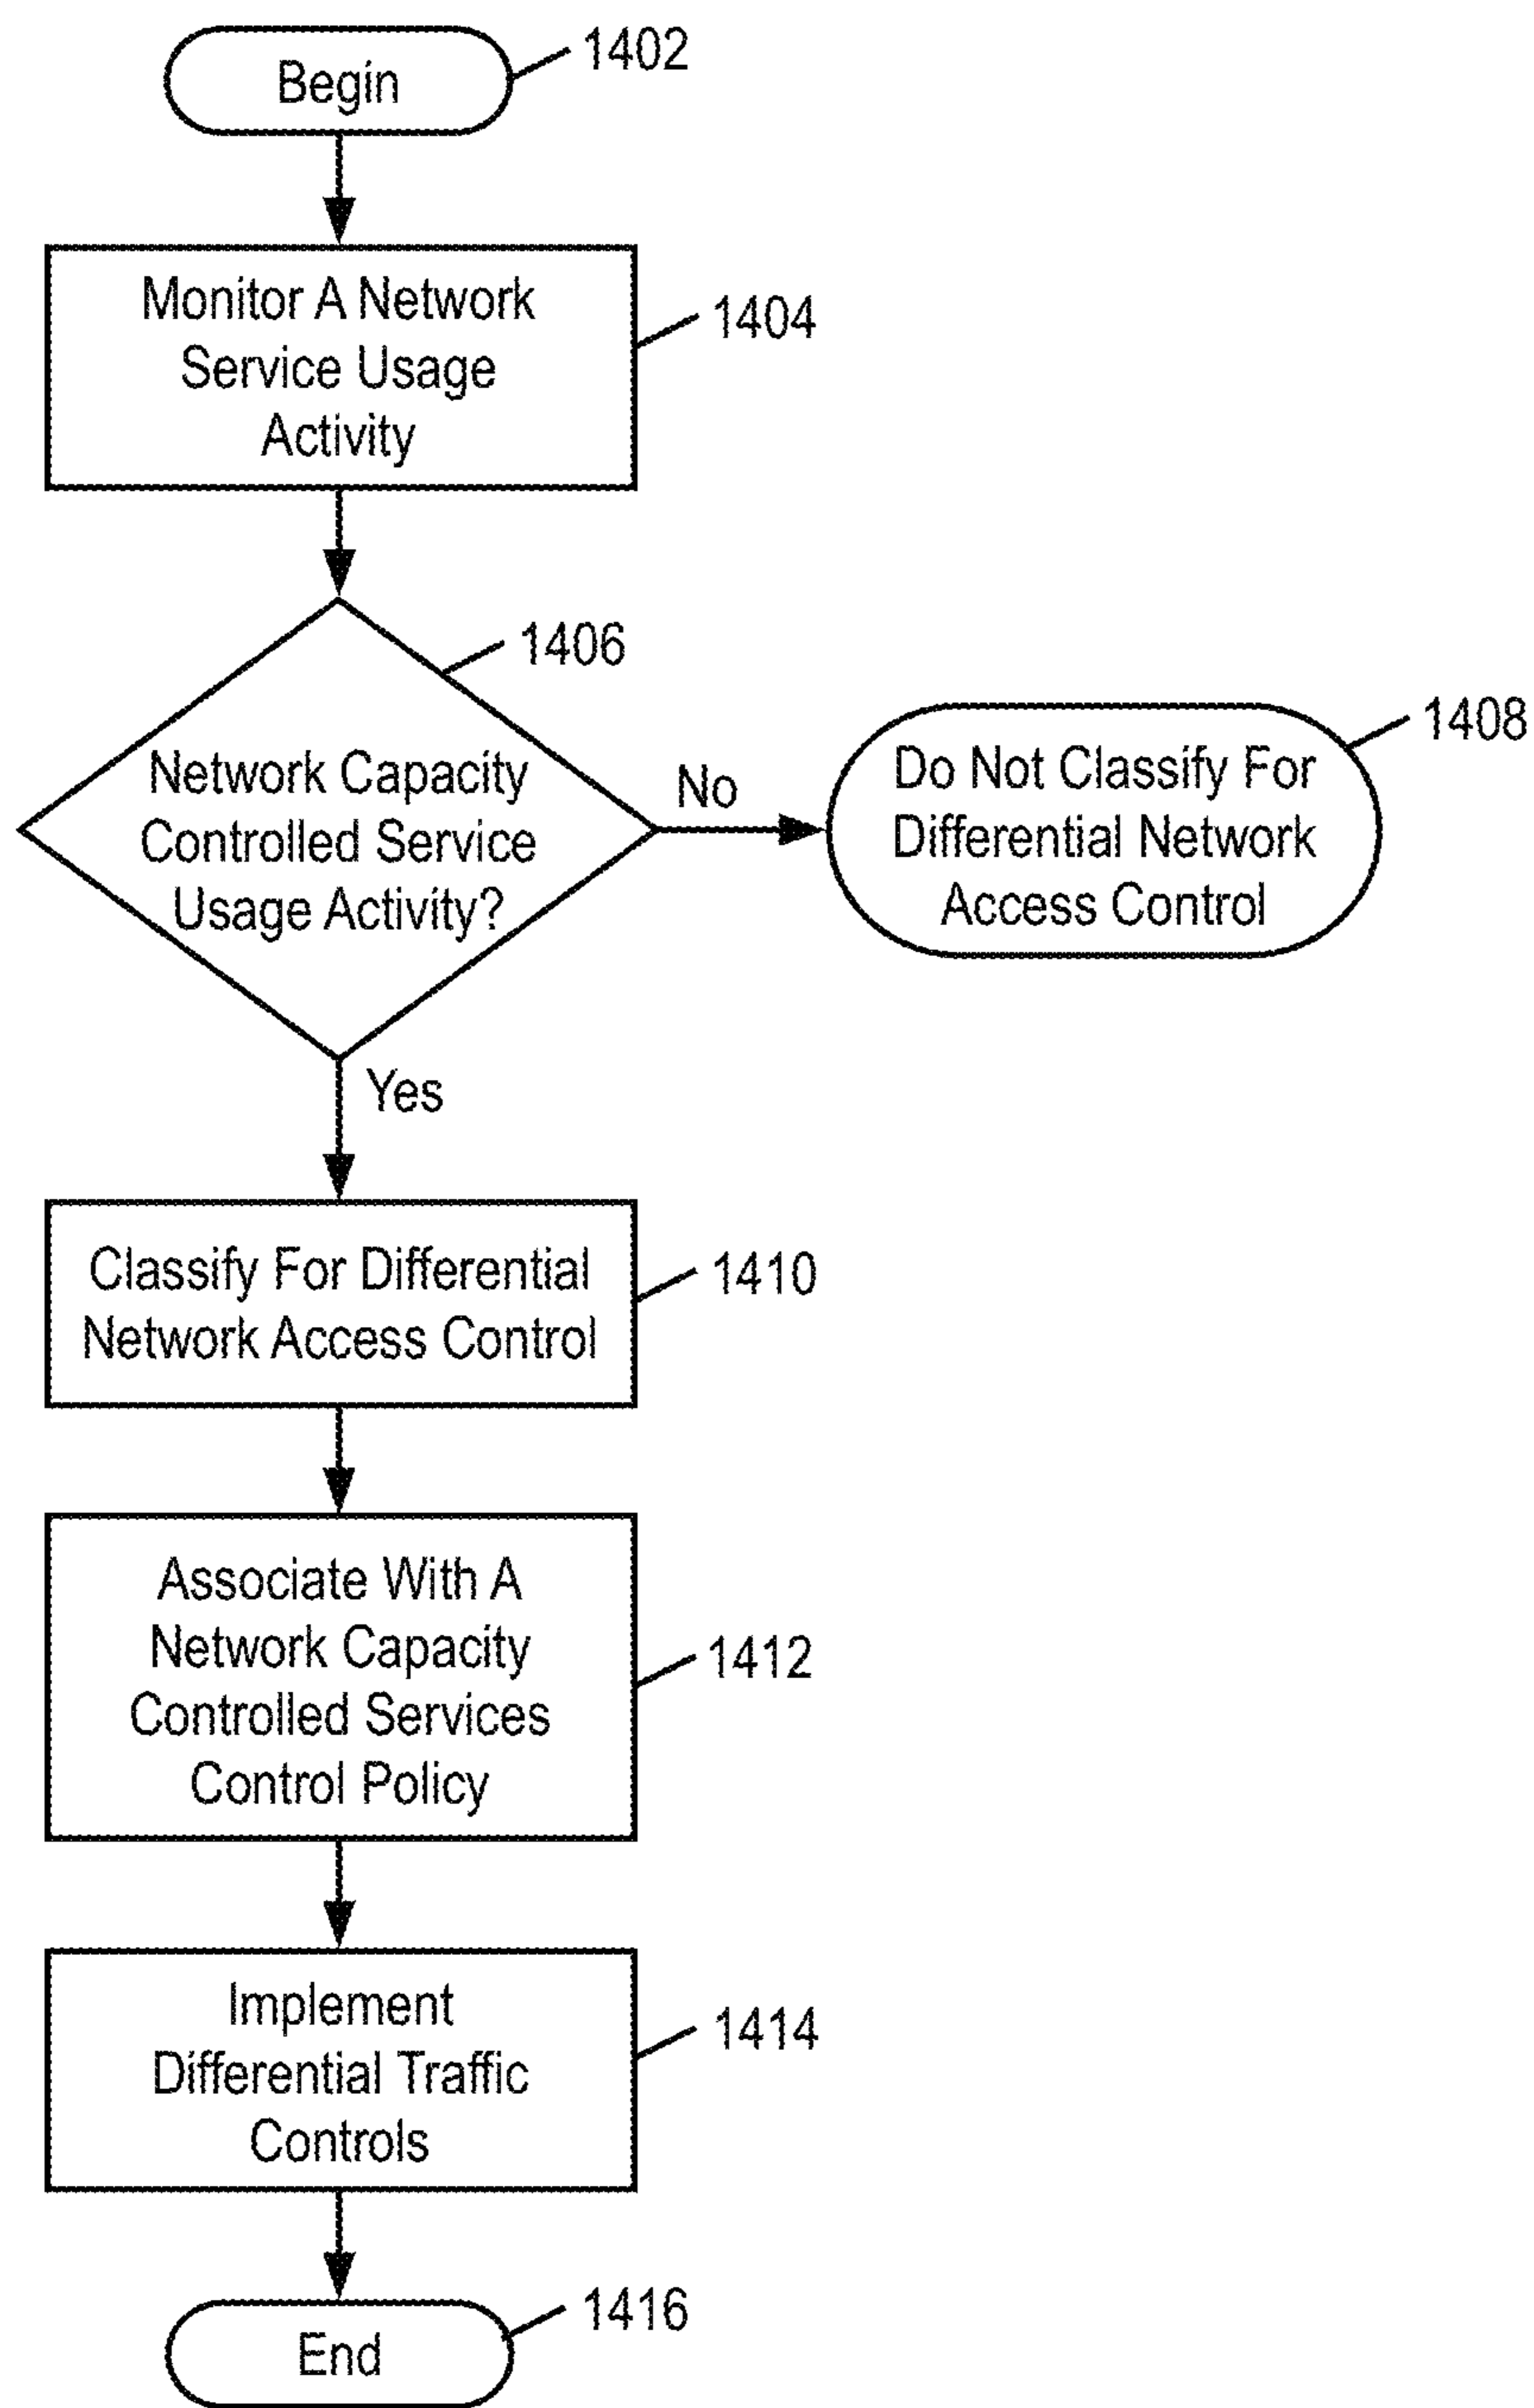 Begin
1402
Monitor A Network
Service Usage
Activity
1404
1406
Network Capacity
Controlled Service
Usage Activity?
No
1408
Do Not Classify For
Differential Network
Access Control
Yes
Classify For Differential
Network Access Control
1410
Associate With A
Network Capacity
Controlled Services
Control Policy
1412
Implement
Differential Traffic
Controls
1414
1416
End